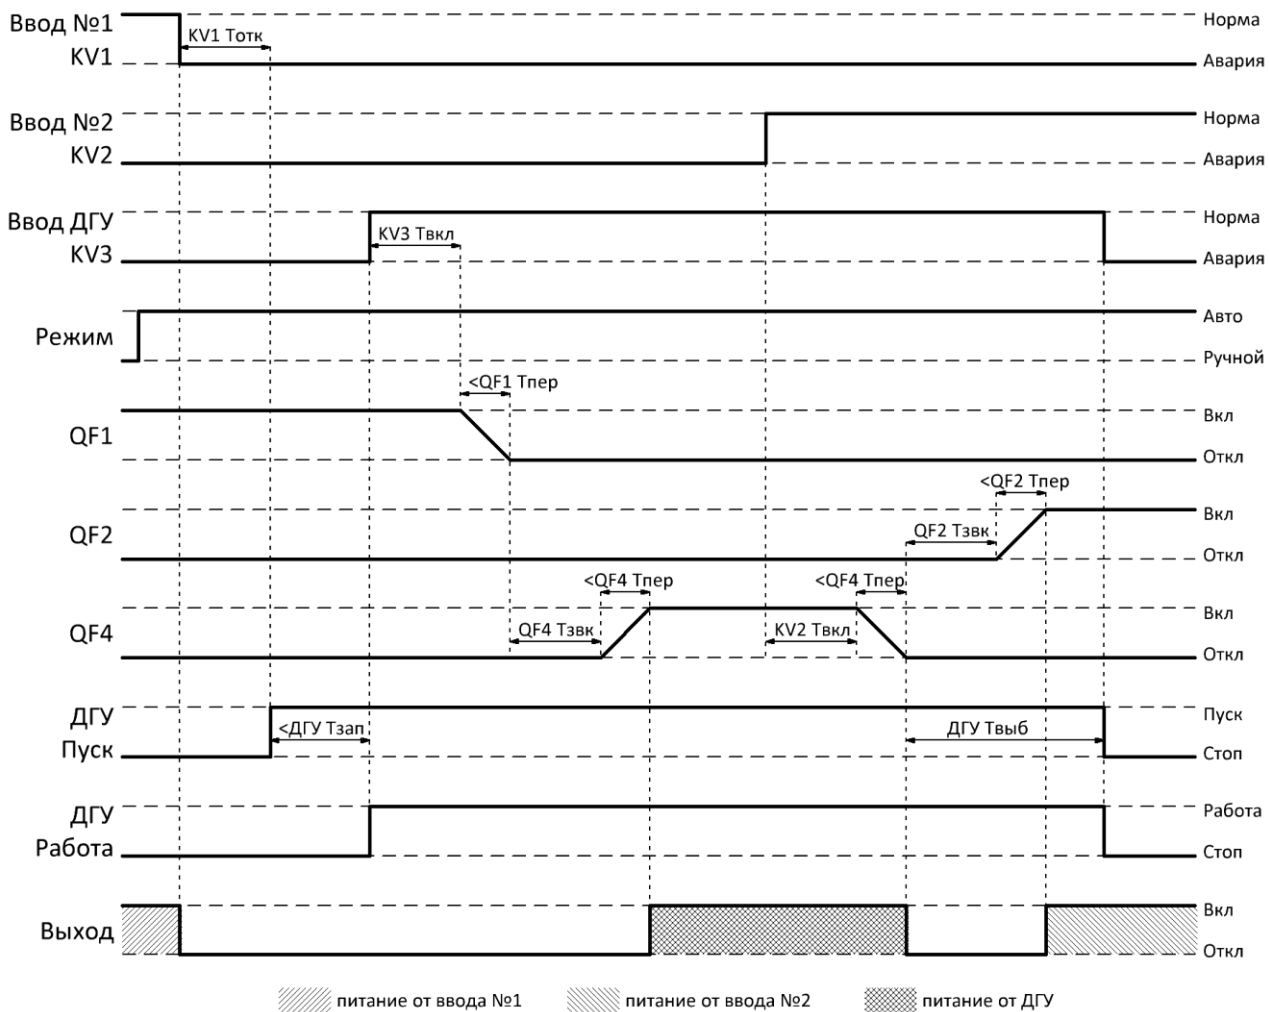 Ввод №1
KV1
KV1 Тотк
Норма
Авария
Ввод №2
KV2
Норма
Авария
Ввод ДГУ
KV3
KV3 Твкл
Норма
Авария
Режим
Авто
Ручной
<QF1 Тпер
QF1
Вкл
Откл
<QF2 Тпер
QF2
QF2 Тзвк
Вкл
Откл
<QF4 Тпер
<QF4 Тпер
QF4
QF4 Тзвк
KV2 Твкл
Вкл
Откл
ДГУ
Пуск
<ДГУ Тзап
ДГУ Твыб
Пуск
Стоп
ДГУ
Работа
Работа
Стоп
Выход
Вкл
Откл
питание от ввода №1
питание от ввода №2
питание от ДГУ